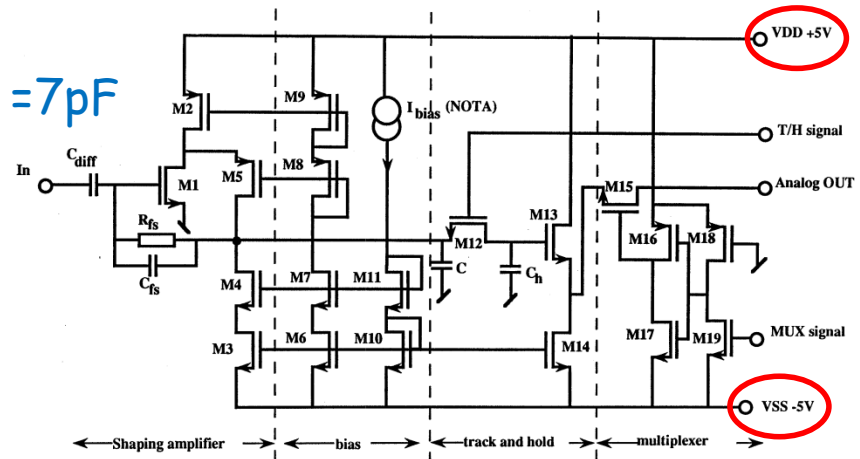 =7pF
VDD +5V
M2
M9
I bias (NOTA)
T/H signal
C diff
In
M1
M5
M8
M15
Analog OUT
M13
R fs
M12
M16
M18
C fs
C
C h
M4
M7
M11
M17
M19
MUX signal
M3
M6
M10
M14
VSS -5V
Shaping amplifier
bias
track and hold
multiplexer